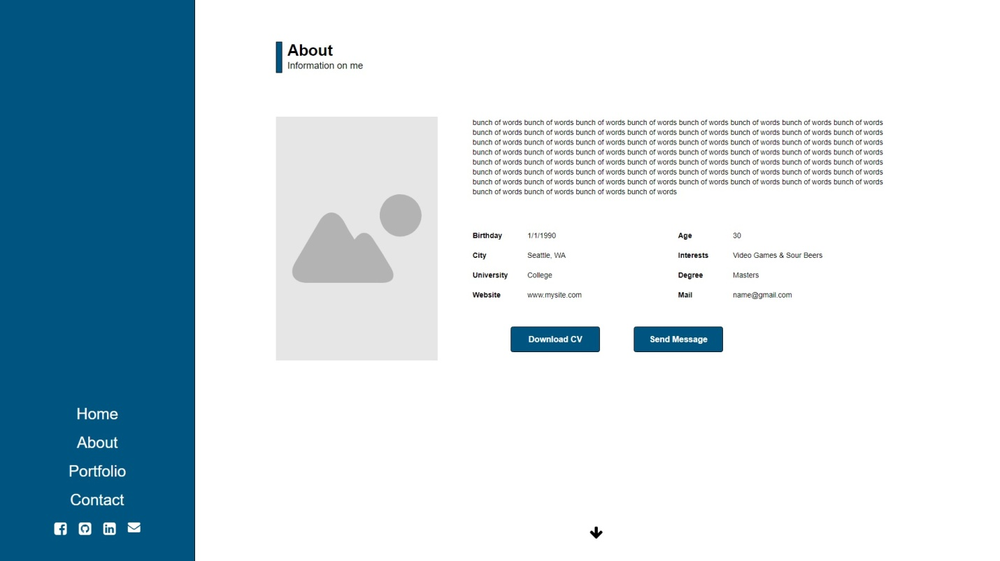 About
Information on me
bunch of words bunch of words bunch of words bunch of words bunch of words bunch of words bunch of words bunch of words
bunch of words bunch of words bunch of words bunch of words bunch of words bunch of words bunch of words bunch of words
bunch of words bunch of words bunch of words bunch of words bunch of words bunch of words bunch of words bunch of words
bunch of words bunch of words bunch of words bunch of words bunch of words bunch of words bunch of words bunch of words
bunch of words bunch of words bunch of words bunch of words bunch of words bunch of words bunch of words bunch of words
bunch of words bunch of words bunch of words bunch of words bunch of words bunch of words bunch of words bunch of words
bunch of words bunch of words bunch of words bunch of words bunch of words bunch of words bunch of words bunch of words
bunch of words bunch of words bunch of words bunch of words
Birthday 1/1/1990 Age 30
City Seattle, WA Interests Video Games & Sour Beers
University College Degree Masters
Website www.mysite.com Mail name@gmail.com
Download CV Send Message
Home
About
Portfolio
Contact